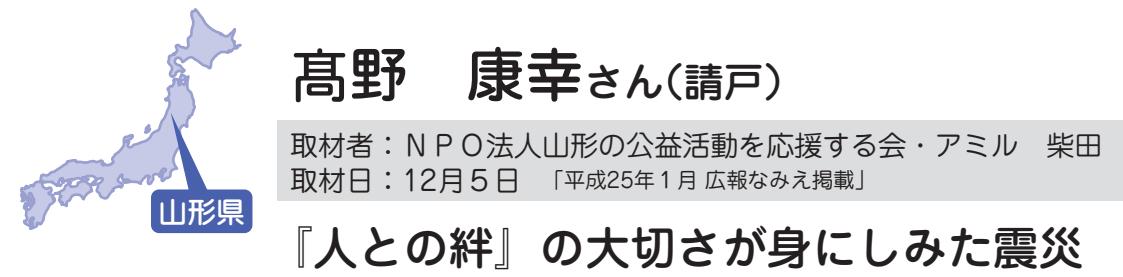 髙野　康幸さん（請戸）
取材者：ＮＰＯ法人山形の公益活動を応援する会・アミル　柴田
取材日：12月５日　「平成25年１月 広報なみえ掲載」
山形県
『人との絆』の大切さが身にしみた震災